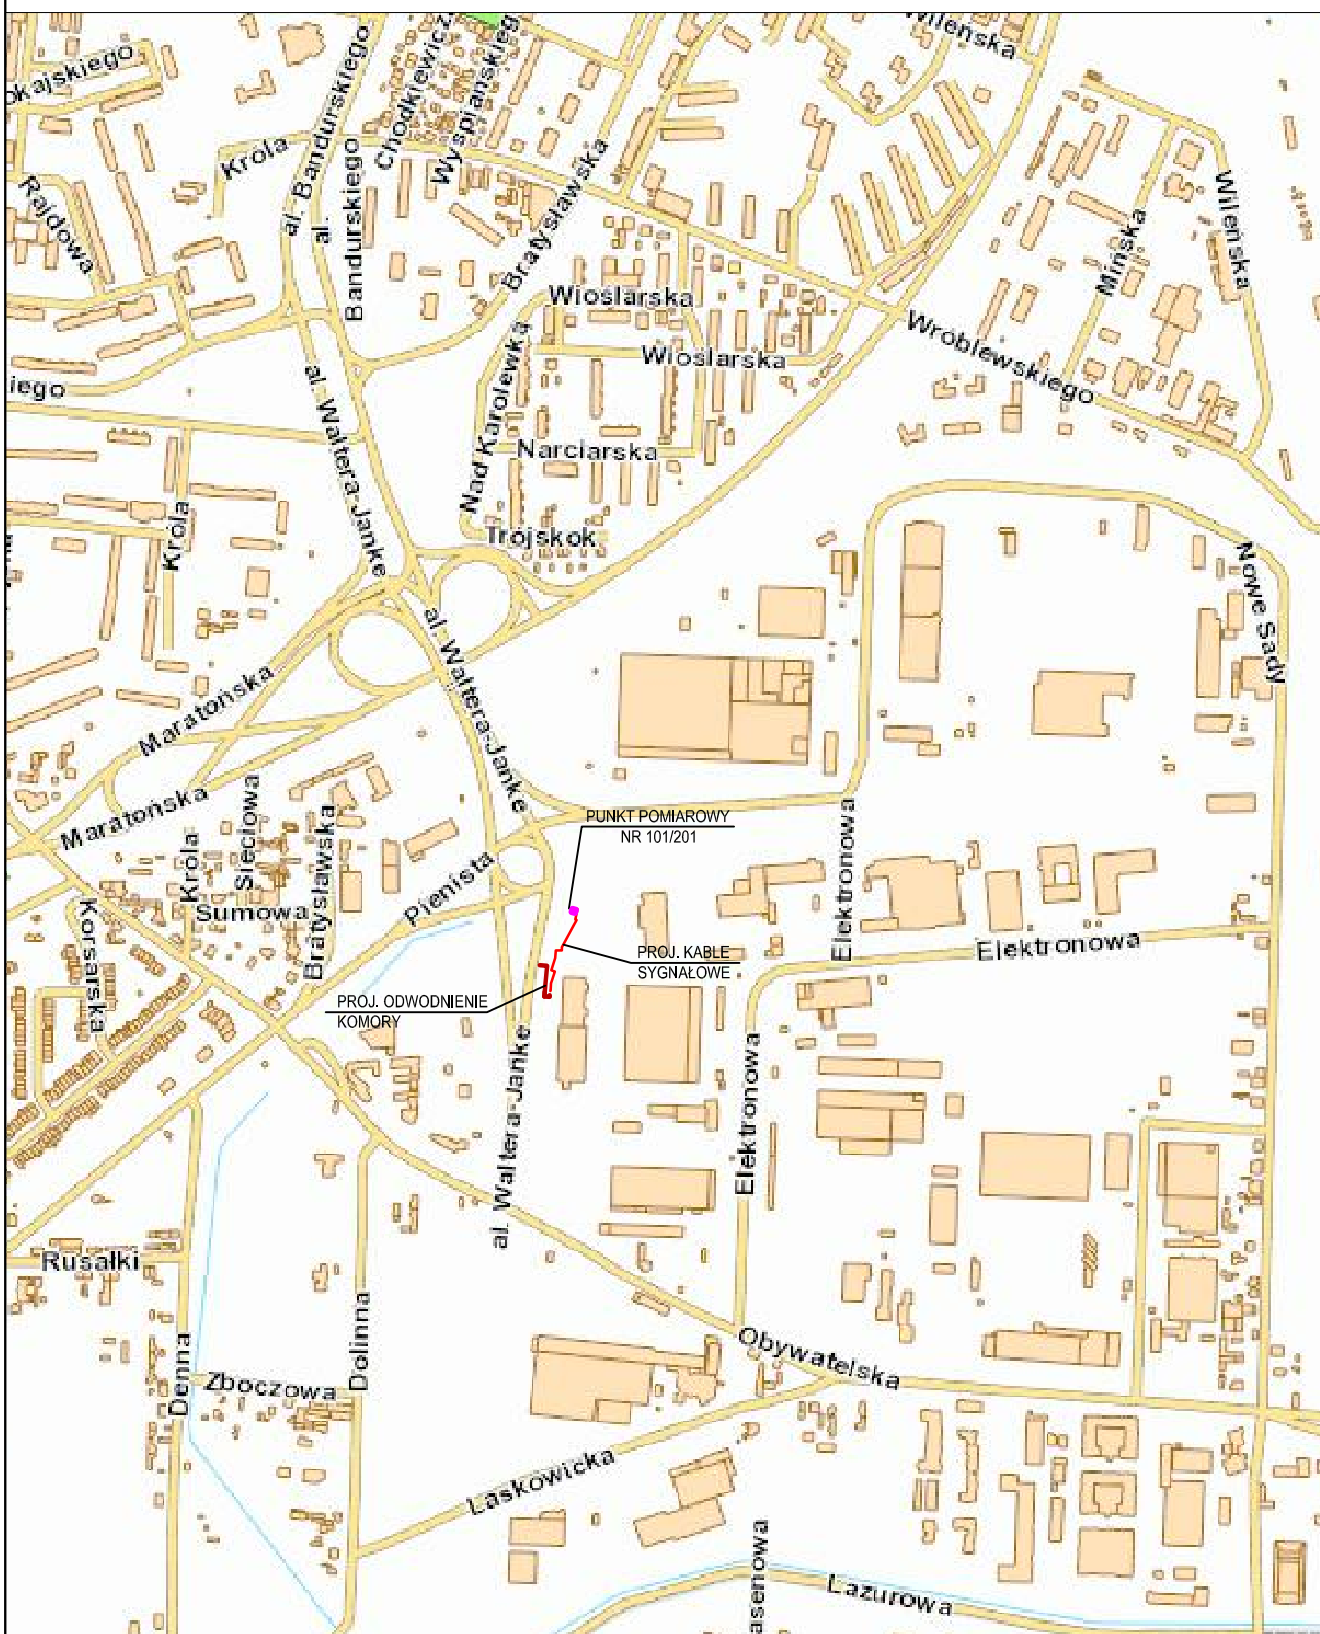 Wileńska
okajskiego
al. Bandurskiego
Chodkiewicza
Wyspiańskieg
Króla
al.
Bandurskiego
Bratysławska
Rajdowa
Mińska
Wileńska
Wioślarska
Wioślarska
Wróblewskiego
iego
al. Waltera-Janke
Nad Karolewką
Narciarska
Króla
Trójskok
Nowe Sady
al. Waltera-Janke
Maratońska
Maratońska
Sieciowa
Króla
Bratysławska
Sumowa
Pienista
PUNKT POMIAROWY
NR 101/201
Elektronowa
Elektronowa
Korsarska
PROJ. KABLE
SYGNAŁOWE
PROJ. ODWODNIENIE
KOMORY
al. Waltera-Janke
Elektronowa
Rusałki
Denna
Dolinna
Zboczowa
Obywatelska
Laskowicka
asenowa
Lazurowa